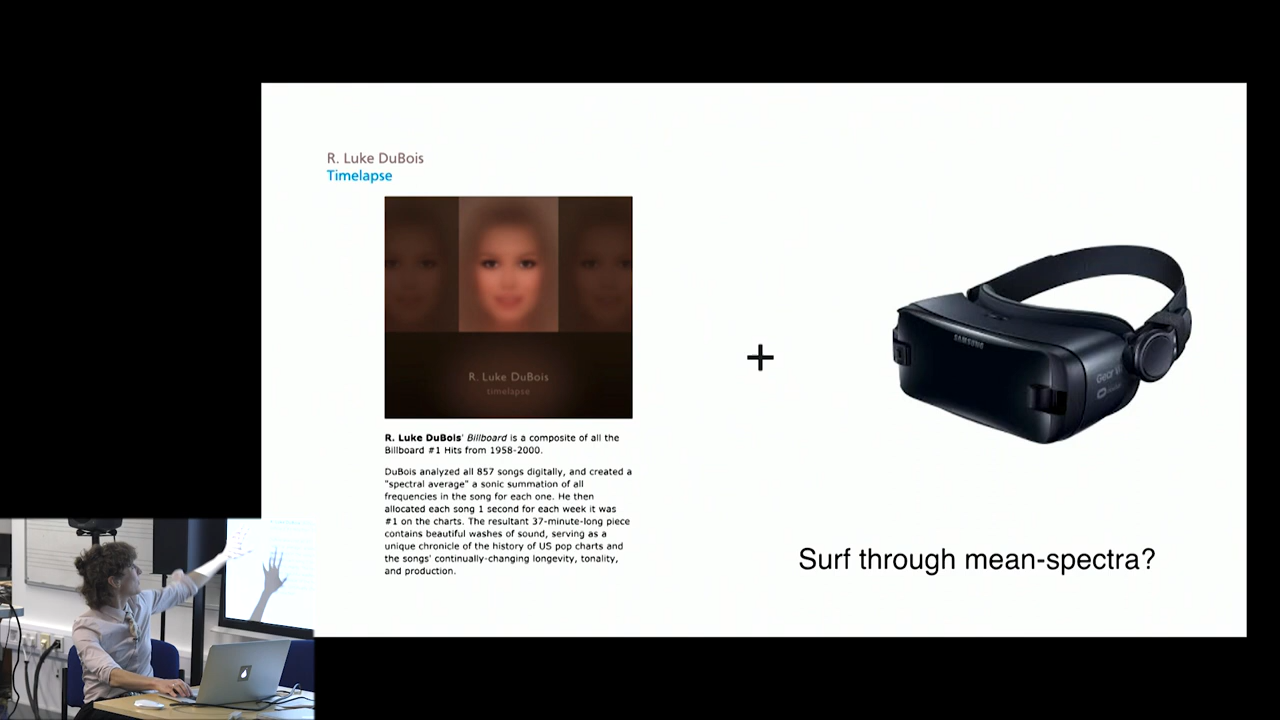 R. Luke DuBois
Timelapse
R. Luke DuBois
timelapse
R. Luke DuBois' Billboard is a composite of all the
Billboard #1 Hits from 1958-2000.
DuBois analyzed all 857 songs digitally, and created a
"spectral average" a sonic summation of all
frequencies in the song for each one. He then
allocated each song 1 second for each week it was
#1 on the charts. The resultant 37-minute-long piece
contains beautiful washes of sound, serving as a
unique chronicle of the history of US pop charts and
the songs' continually-changing longevity, tonality,
and production.
+
SAMSUNG
Gear VR
Surf through mean-spectra?